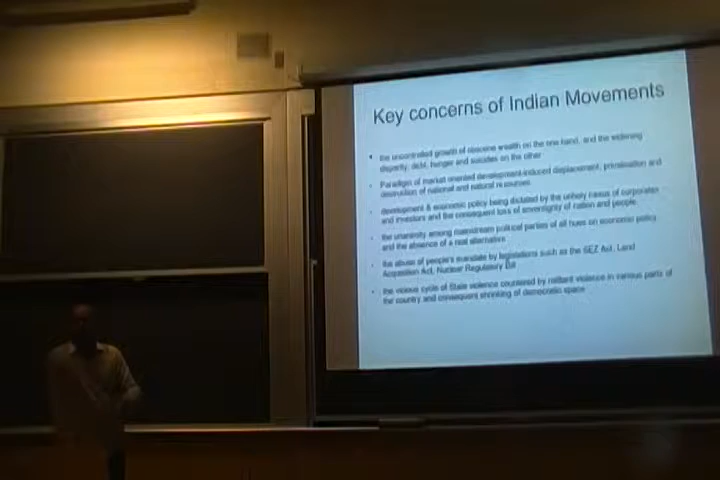 Key concerns of Indian Movements
• the uncontrolled growth of obscene wealth on the one hand, and the widening
disparity, debt, hunger and suicides on the other
• Paradigm of market oriented development-induced displacement, privatisation and
destruction of national and natural resources
• development & economic policy being dictated by the unholy nexus of corporates
and investors and the consequent loss of sovereignty of nation and people
• the unanimity among mainstream political parties of all hues on economic policy
and the absence of a real alternative
• the abuse of people's mandate by legislations such as the SEZ Act, Land
Acquisition Act, Nuclear Regulatory Bill
• the vicious cycle of State violence countered by militant violence in various parts of
the country and consequent shrinking of democratic space